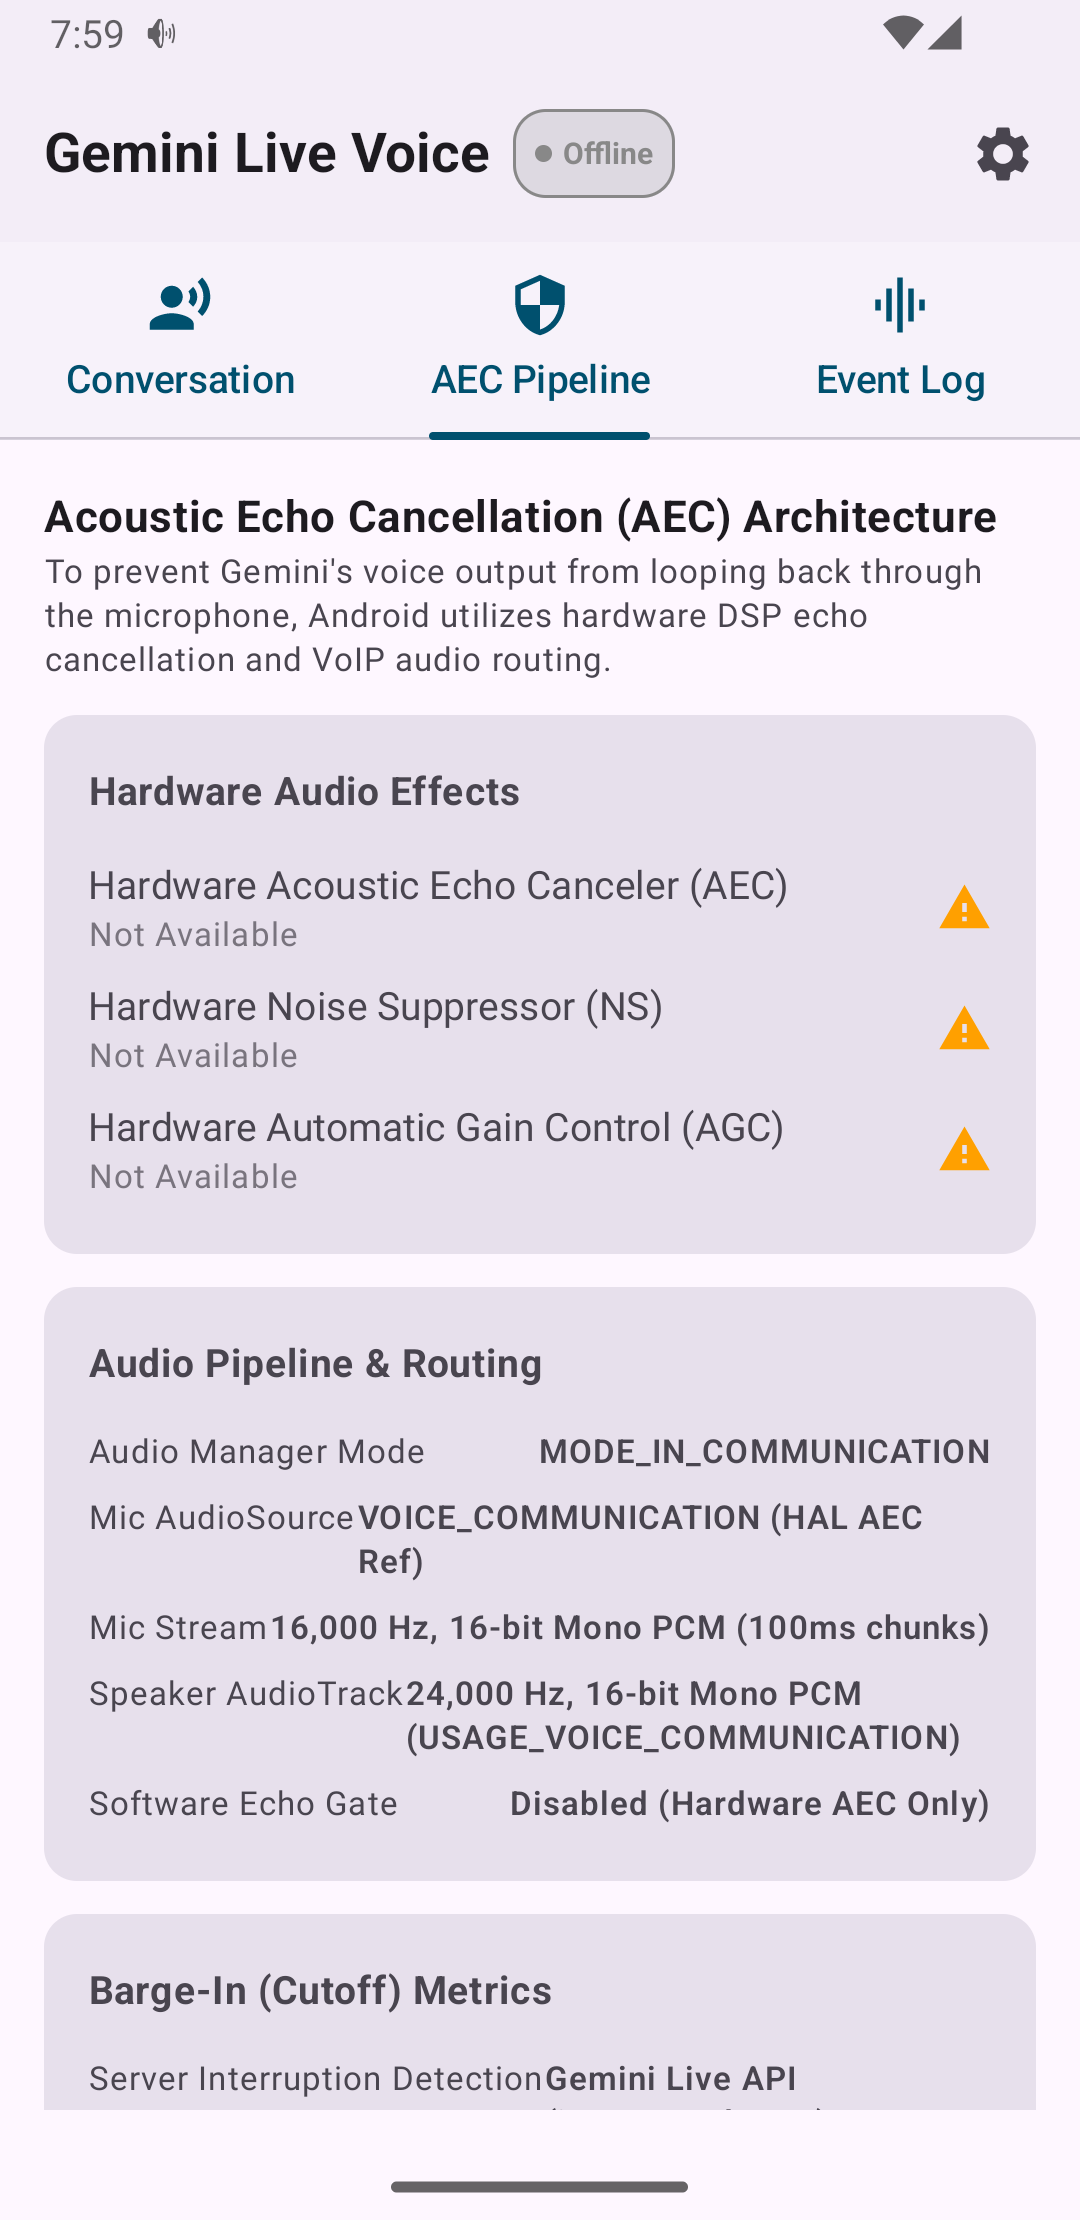 7:59
Gemini Live Voice
Offline
Conversation
AEC Pipeline
Event Log
Acoustic Echo Cancellation (AEC) Architecture
To prevent Gemini's voice output from looping back through
the microphone, Android utilizes hardware DSP echo
cancellation and VoIP audio routing.
Hardware Audio Effects
Hardware Acoustic Echo Canceler (AEC)
Not Available
Hardware Noise Suppressor (NS)
Not Available
Hardware Automatic Gain Control (AGC)
Not Available
Audio Pipeline & Routing
Audio Manager Mode MODE_IN_COMMUNICATION
Mic AudioSource VOICE_COMMUNICATION (HAL AEC
Ref)
Mic Stream 16,000 Hz, 16-bit Mono PCM (100ms chunks)
Speaker AudioTrack 24,000 Hz, 16-bit Mono PCM
(USAGE_VOICE_COMMUNICATION)
Software Echo Gate Disabled (Hardware AEC Only)
Barge-In (Cutoff) Metrics
Server Interruption Detection Gemini Live API